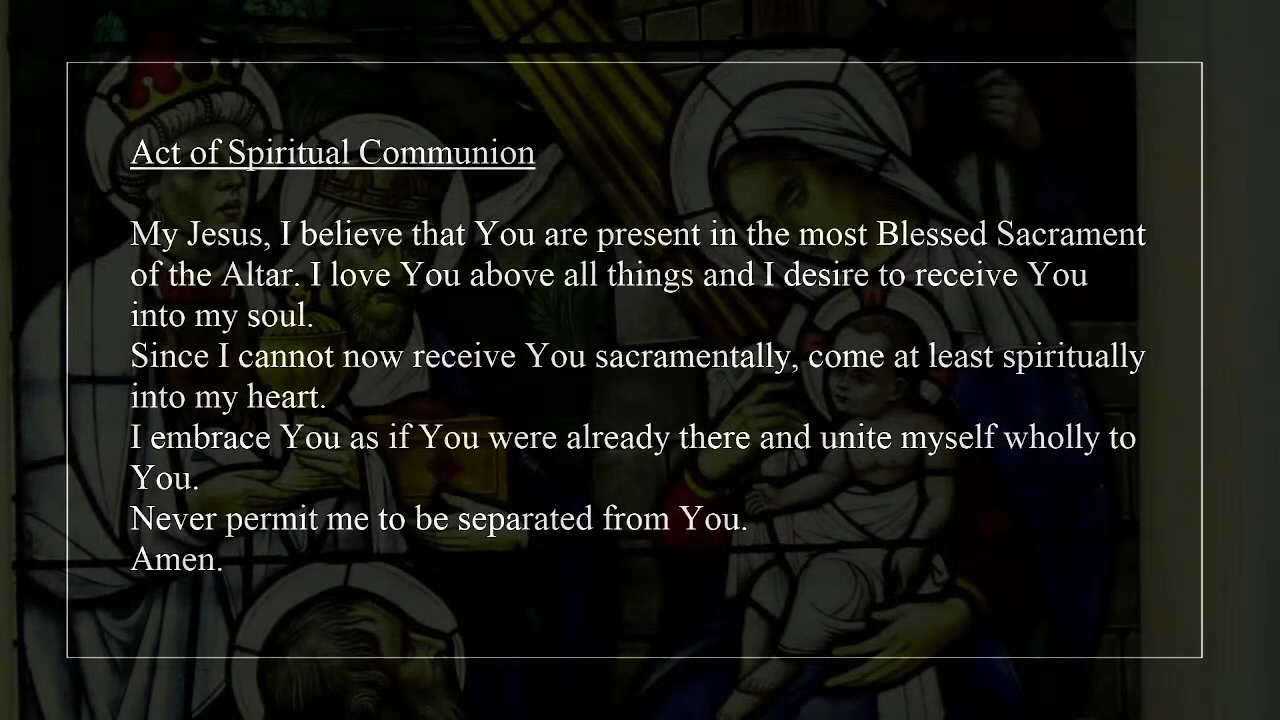 Act of Spiritual Communion
My Jesus, I believe that You are present in the most Blessed Sacrament
of the Altar. I love You above all things and I desire to receive You
into my soul.
Since I cannot now receive You sacramentally, come at least spiritually
into my heart.
I embrace You as if You were already there and unite myself wholly to
You.
Never permit me to be separated from You.
Amen.